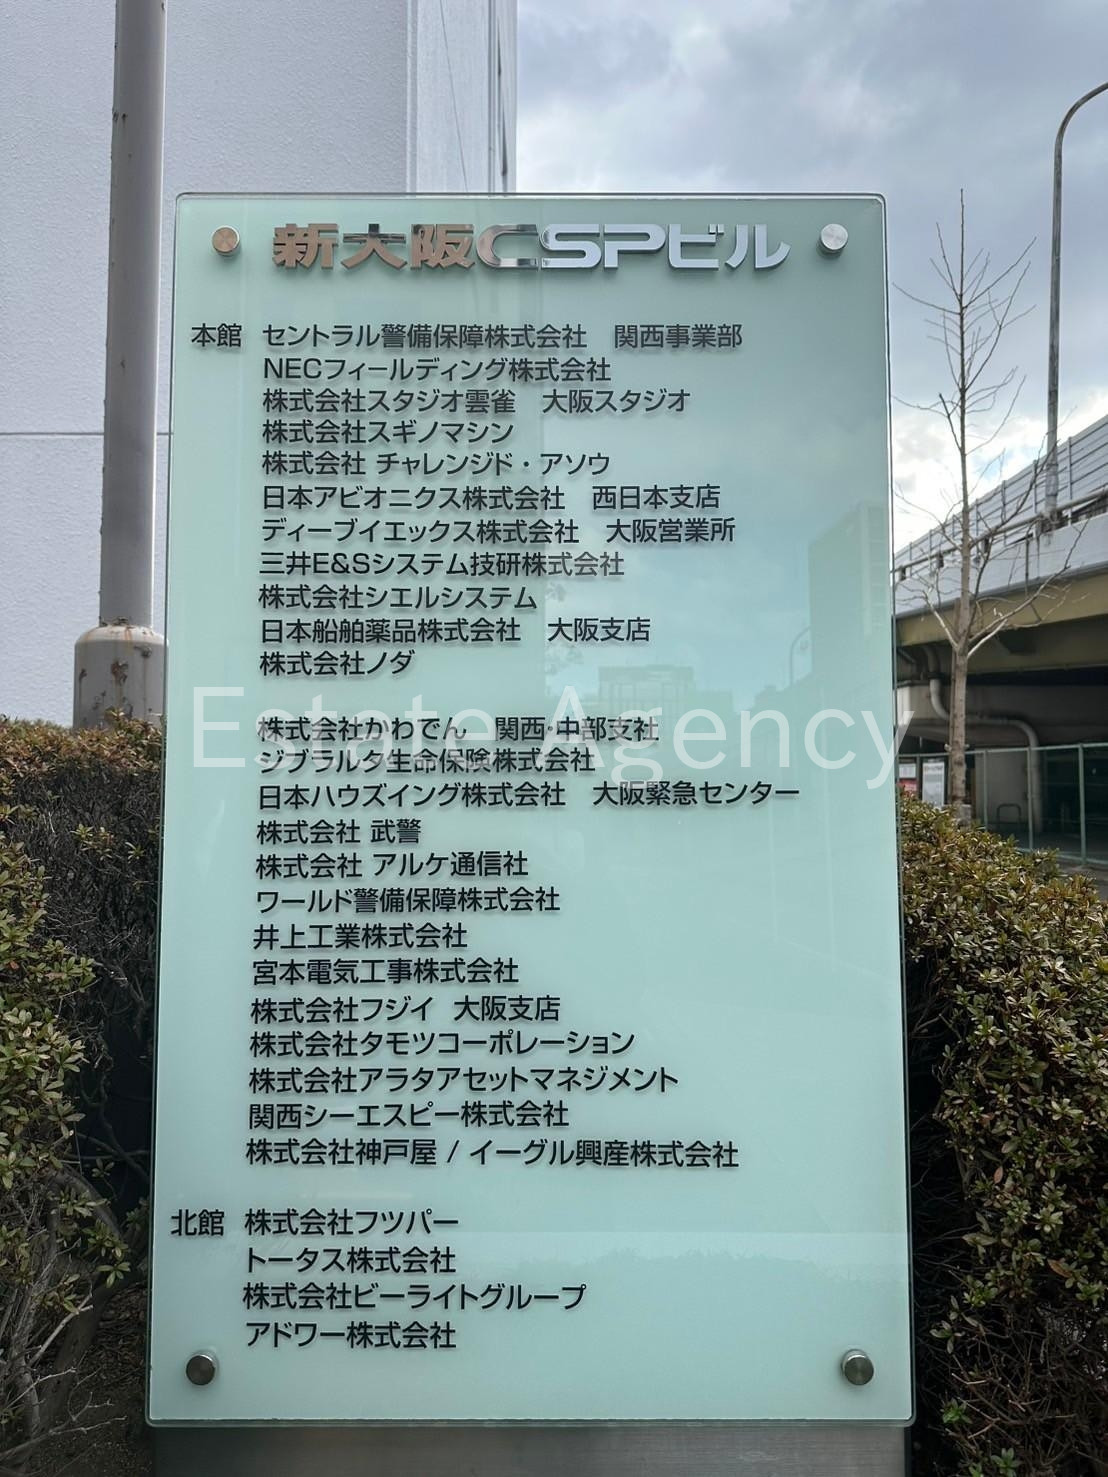 新大阪CSPビル
本館 セントラル警備保障株式会社 関西事業部
NECフィールディング株式会社
株式会社スタジオ雲雀 大阪スタジオ
株式会社スギノマシン
株式会社 チャレンジド・アソウ
日本アビオニクス株式会社 西日本支店
ディーブイエックス株式会社 大阪営業所
三井E&Sシステム技研株式会社
株式会社シエルシステム
日本船舶薬品株式会社 大阪支店
株式会社ノダ
Estate Agency
株式会社かわでん 関西・中部支社
ジブラルタ生命保険株式会社
日本ハウズイング株式会社 大阪緊急センター
株式会社 武警
株式会社 アルケ通信社
ワールド警備保障株式会社
井上工業株式会社
宮本電気工事株式会社
株式会社フジイ 大阪支店
株式会社タモツコーポレーション
株式会社アラタアセットマネジメント
関西シーエスピー株式会社
株式会社神戸屋 / イーグル興産株式会社
北館 株式会社フツパー
トータス株式会社
株式会社ビーライトグループ
アドワー株式会社